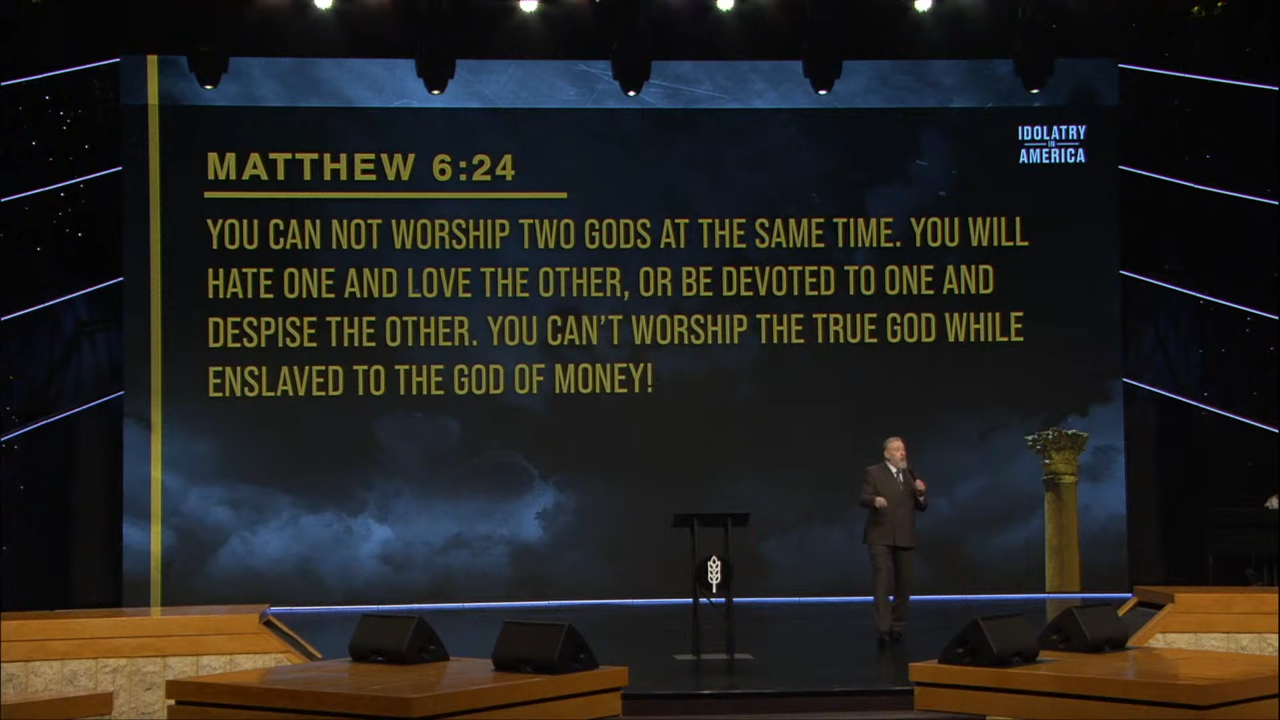 IDOLATRY
IN
AMERICA
MATTHEW 6:24
YOU CAN NOT WORSHIP TWO GODS AT THE SAME TIME. YOU WILL
HATE ONE AND LOVE THE OTHER, OR BE DEVOTED TO ONE AND
DESPISE THE OTHER. YOU CAN'T WORSHIP THE TRUE GOD WHILE
ENSLAVED TO THE GOD OF MONEY!